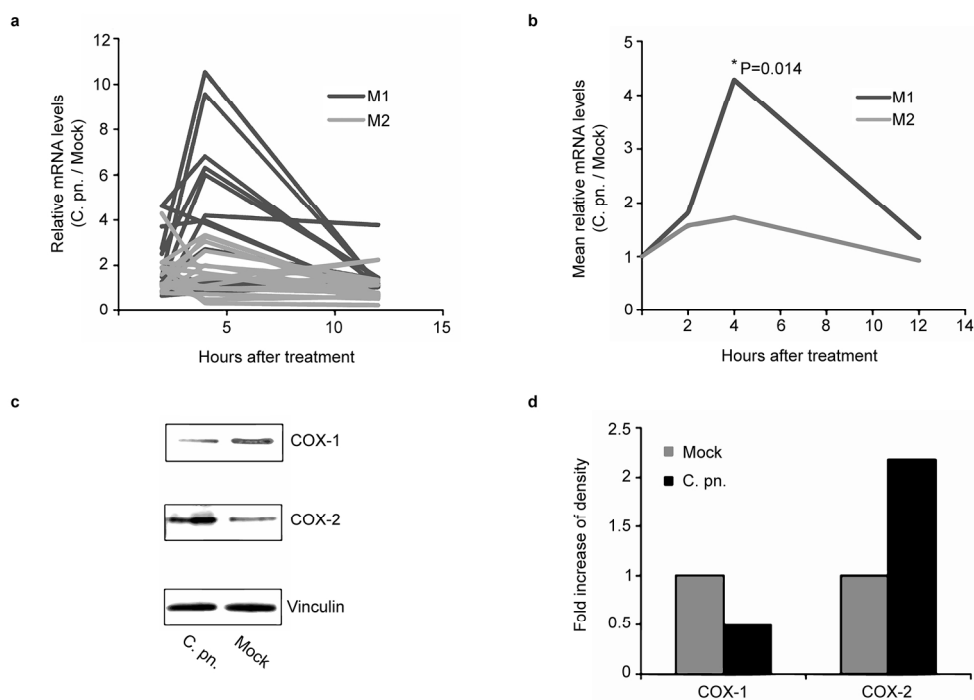 a
12
10
8
6
4
2
0
5
10
15
Relative mRNA levels
(C. pn. / Mock)
Hours after treatment
M1
M2
b
5
4
3
2
1
0
2
4
6
8
10
12
14
Mean relative mRNA levels
(C. pn. / Mock)
Hours after treatment
* P=0.014
M1
M2
c
COX-1
COX-2
Vinculin
C. pn.
Mock
d
2.5
2
1.5
1
0.5
0
Fold increase of density
Mock
C. pn.
COX-1
COX-2